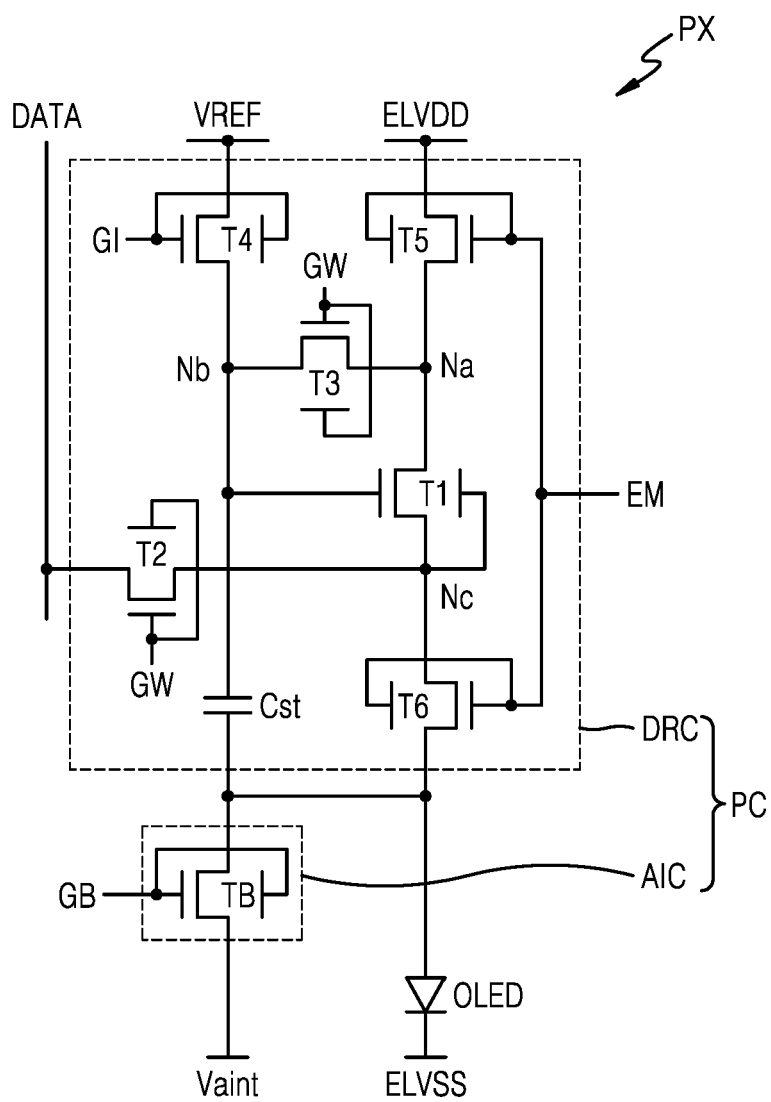 PX
DATA
VREF
ELVDD
GI
T4
T5
GW
Nb
T3
Na
T1
EM
T2
Nc
GW
Cst
T6
DRC
PC
GB
TB
AIC
OLED
Vaint
ELVSS